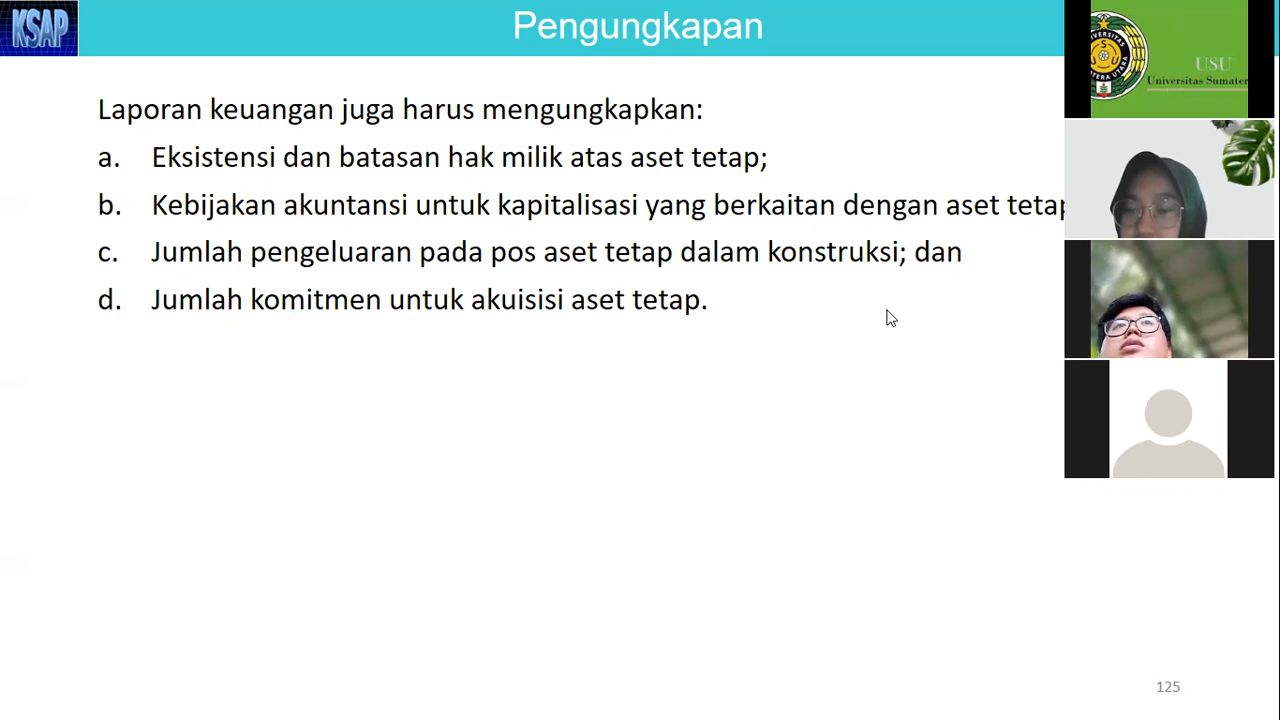 KSAP
Pengungkapan
Laporan keuangan juga harus mengungkapkan:
a. Eksistensi dan batasan hak milik atas aset tetap;
b. Kebijakan akuntansi untuk kapitalisasi yang berkaitan dengan aset tetap
c. Jumlah pengeluaran pada pos aset tetap dalam konstruksi; dan
d. Jumlah komitmen untuk akuisisi aset tetap.
USU
Universitas Sumater
125